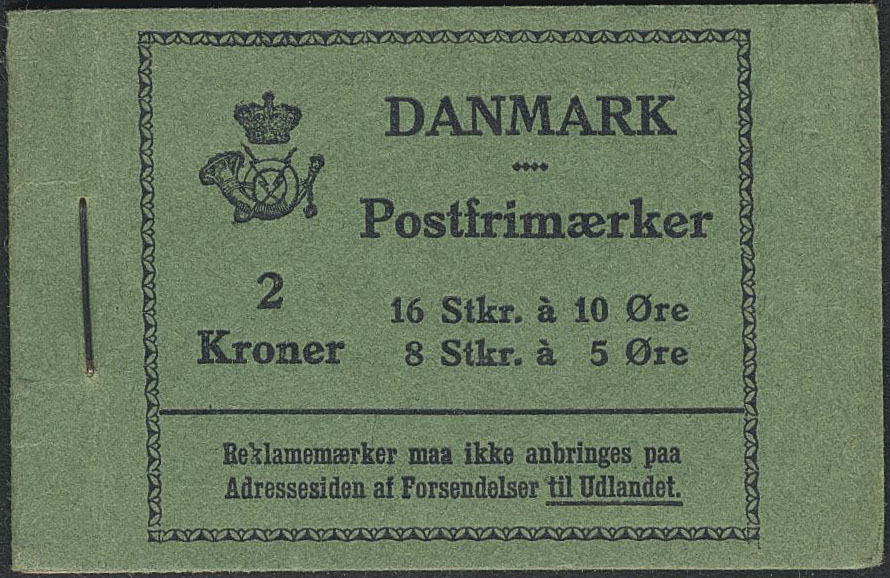 DANMARK
Postfrimærker
2
Kroner
16 Stkr. à 10 Øre
8 Stkr. à 5 Øre
Reklamemærker maa ikke anbringes paa
Adressesiden af Forsendelser til Udlandet.